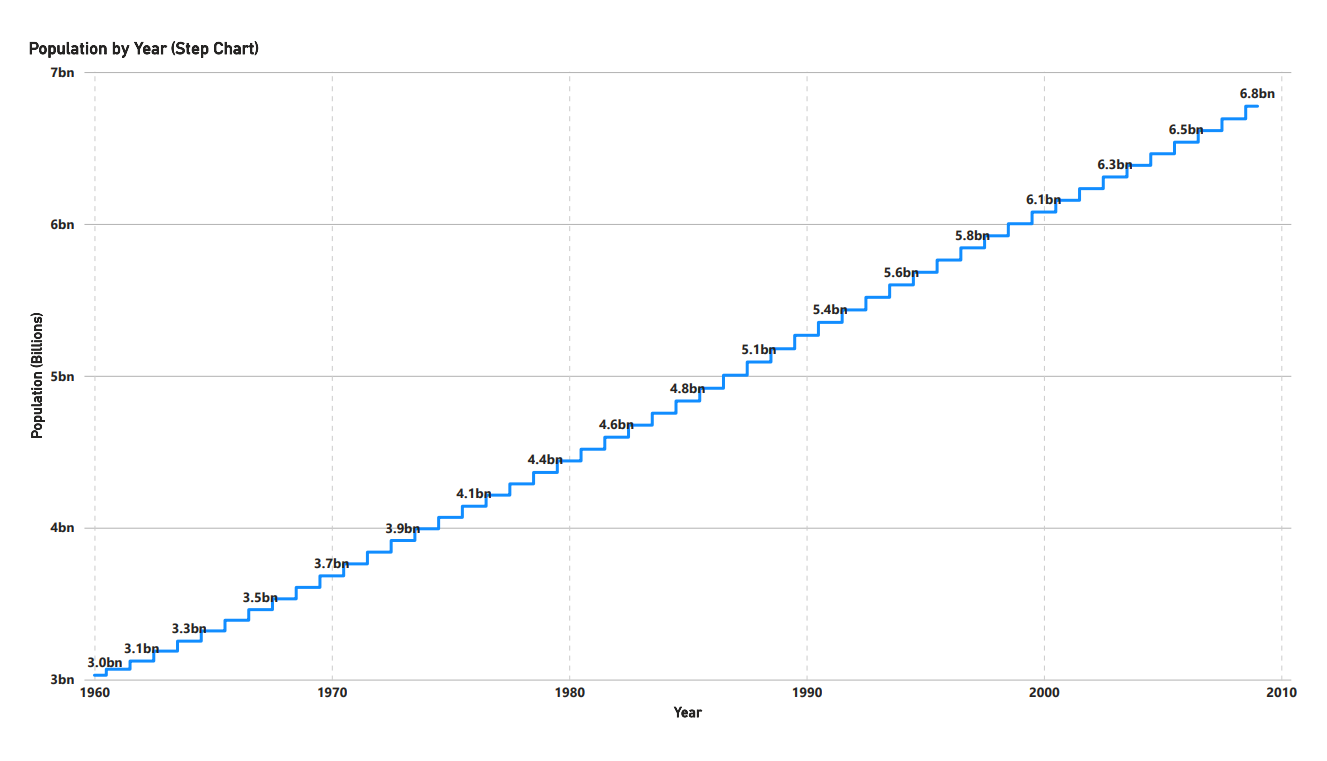 Population by Year (Step Chart)
7bn
6bn
5bn
4bn
3bn
Population (Billions)
3.0bn
3.1bn
3.3bn
3.5bn
3.7bn
3.9bn
4.1bn
4.4bn
4.6bn
4.8bn
5.1bn
5.4bn
5.6bn
5.8bn
6.1bn
6.3bn
6.5bn
6.8bn
1960 1970 1980 1990 2000 2010
Year